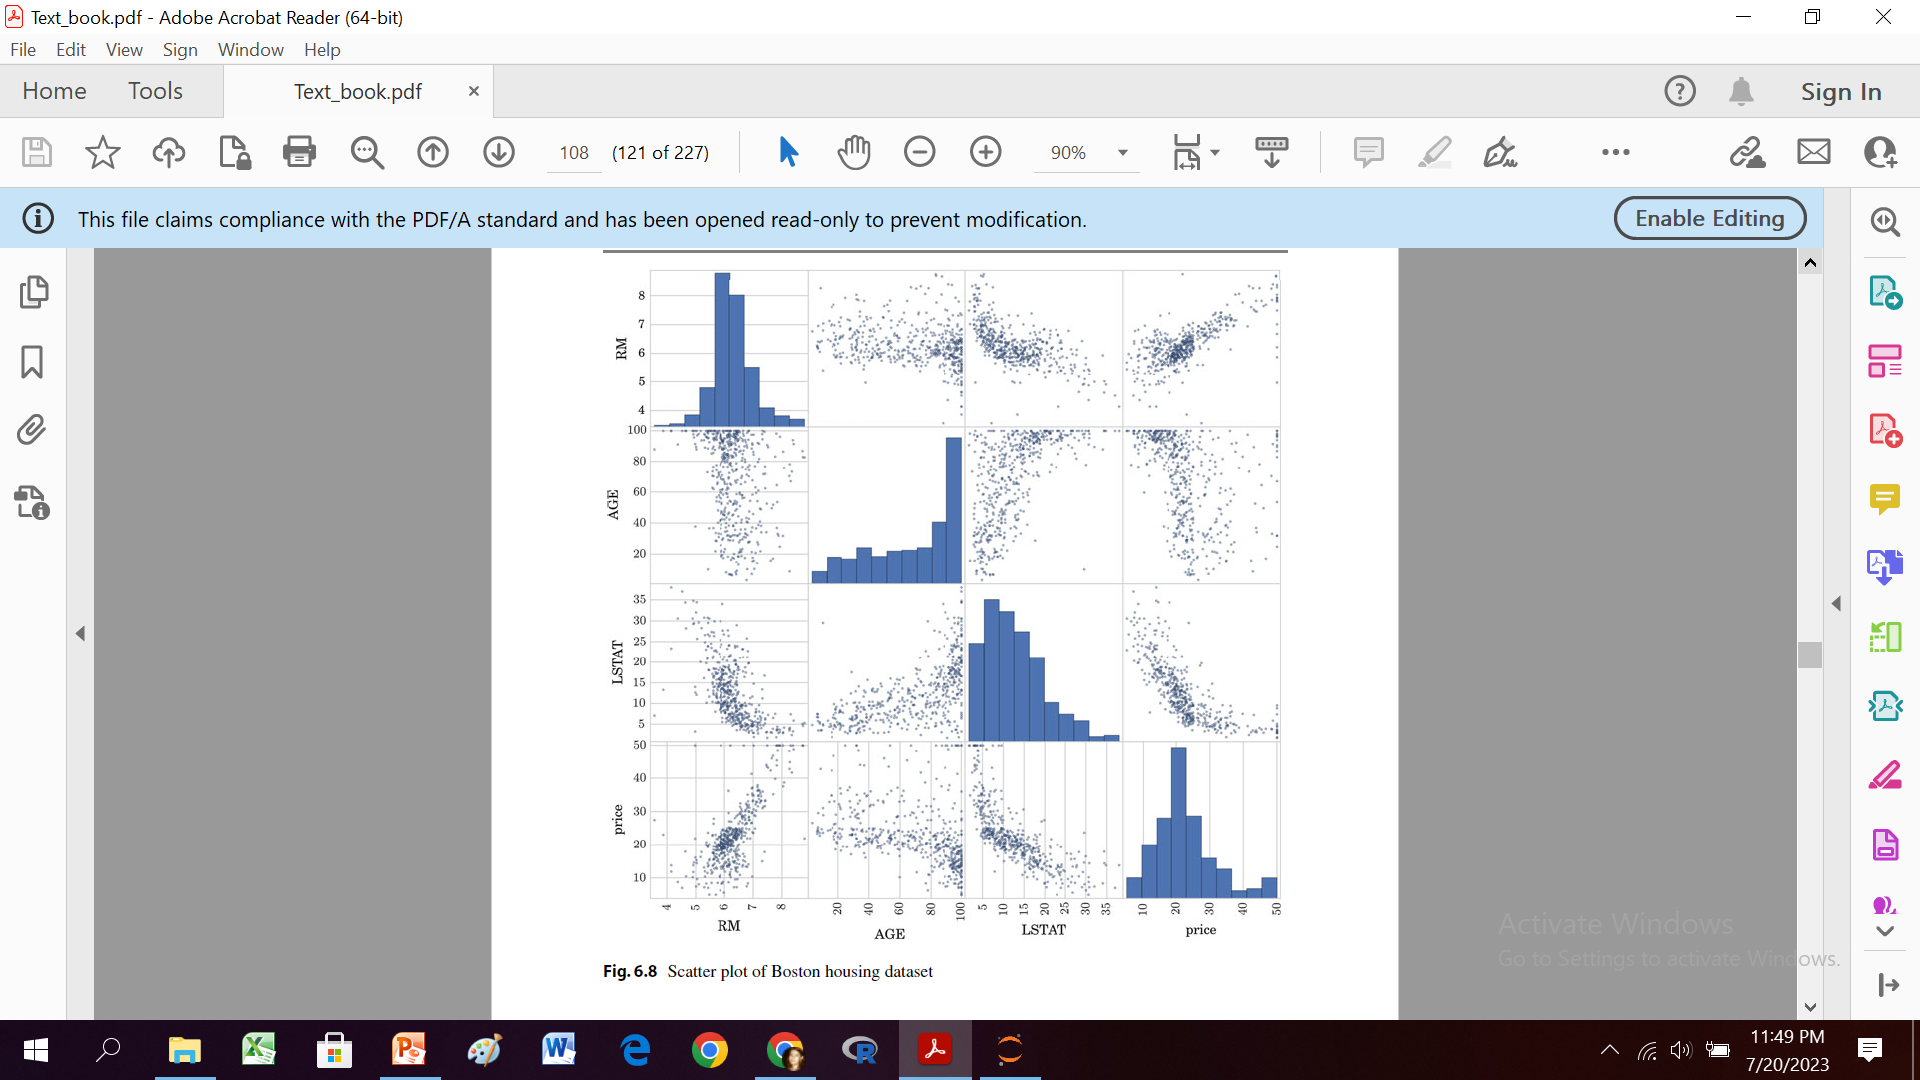 Text_book.pdf - Adobe Acrobat Reader (64-bit)
File Edit View Sign Window Help
Home Tools Text_book.pdf × Sign In
108 (121 of 227) 90%
This file claims compliance with the PDF/A standard and has been opened read-only to prevent modification. Enable Editing
8
7
RM
6
5
4
100
80
60
AGE
40
20
35
30
25
LSTAT
20
15
10
5
50
40
30
price
20
10
4 5 6 7 8 20 40 60 80 100 5 10 15 20 25 30 35 10 20 30 40 50
RM AGE LSTAT price
Fig. 6.8 Scatter plot of Boston housing dataset
Activate Windows
Go to Settings to activate Windows.
11:49 PM
7/20/2023